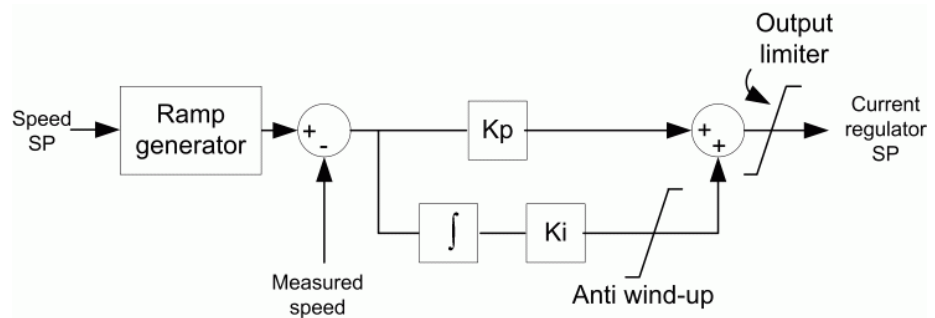 Output
limiter
Speed
SP
Ramp
generator
+
-
Kp
+
+
Current
regulator
SP
∫
Ki
Measured
speed
Anti wind-up